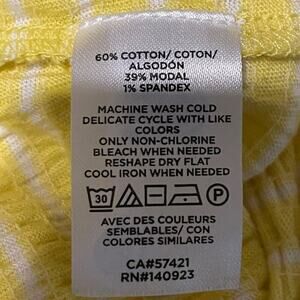 60% COTTON/ COTON/
ALGODÓN
39% MODAL
1% SPANDEX
MACHINE WASH COLD
DELICATE CYCLE WITH LIKE
COLORS
ONLY NON-CHLORINE
BLEACH WHEN NEEDED
RESHAPE DRY FLAT
COOL IRON WHEN NEEDED
30 P
AVEC DES COULEURS
SEMBLABLES/ CON
COLORES SIMILARES
CA#57421
RN#140923